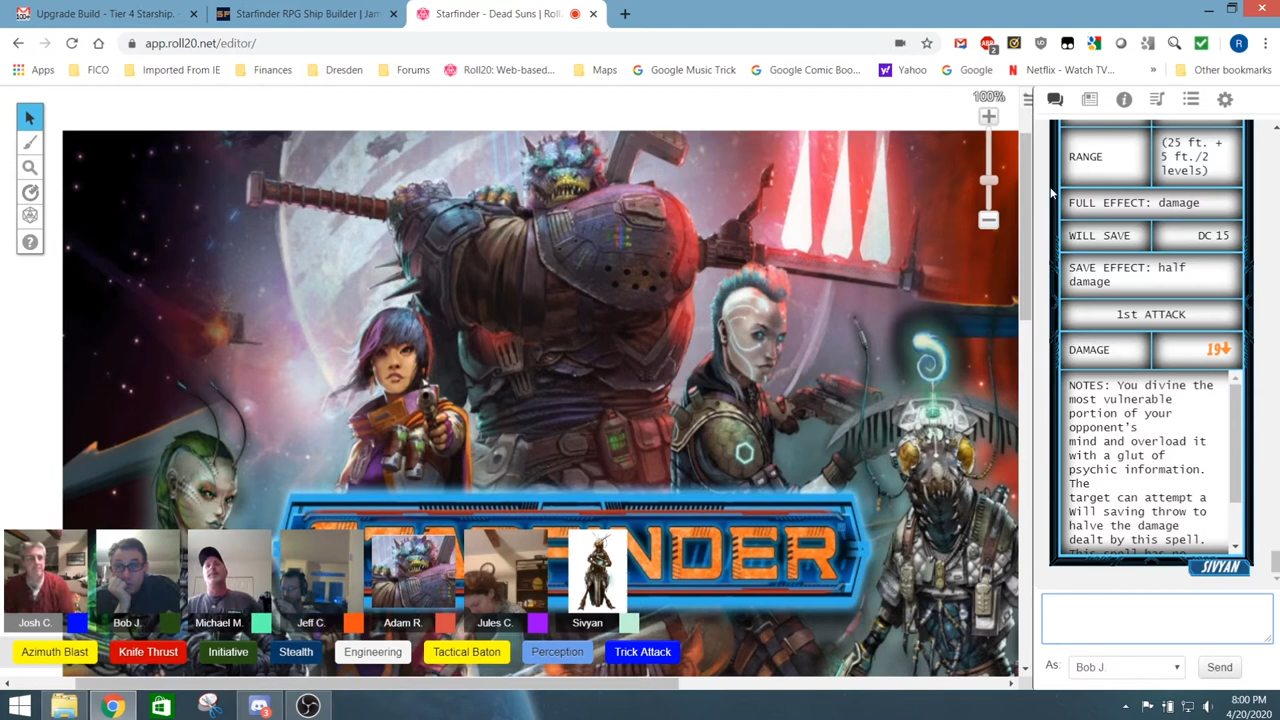 Upgrade Build - Tier 4 Starship.
Starfinder RPG Ship Builder | Jam
Starfinder - Dead Suns | Roll2
app.roll20.net/editor/
Apps
FICO
Imported From IE
Finances
Dresden
Forums
Roll20: Web-based...
Maps
Google Music Trick
Google Comic Boo...
Yahoo
Google
Netflix - Watch TV...
Other bookmarks
100%
RANGE
(25 ft. +
5 ft./2
levels)
FULL EFFECT: damage
WILL SAVE
DC 15
SAVE EFFECT: half
damage
1st ATTACK
DAMAGE
19
NOTES: You divine the
most vulnerable
portion of your
opponent's
mind and overload it
with a glut of
psychic information.
The
target can attempt a
Will saving throw to
halve the damage
dealt by this spell.
This spell has no
SIVYAN
FINDER
Josh C.
Bob J.
Michael M.
Jeff C.
Adam R.
Jules C.
Sivyan
Azimuth Blast
Knife Thrust
Initiative
Stealth
Engineering
Tactical Baton
Perception
Trick Attack
As:
Bob J.
Send
8:00 PM
4/20/2020